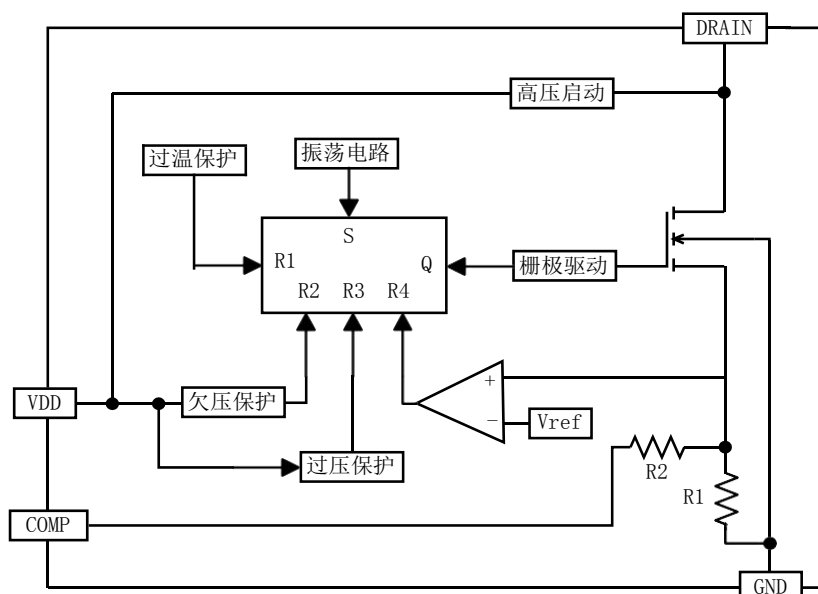 DRAIN
高压启动
过温保护
振荡电路
S
R1
Q
栅极驱动
R2
R3
R4
+
VDD
欠压保护
−
Vref
过压保护
R2
R1
COMP
GND